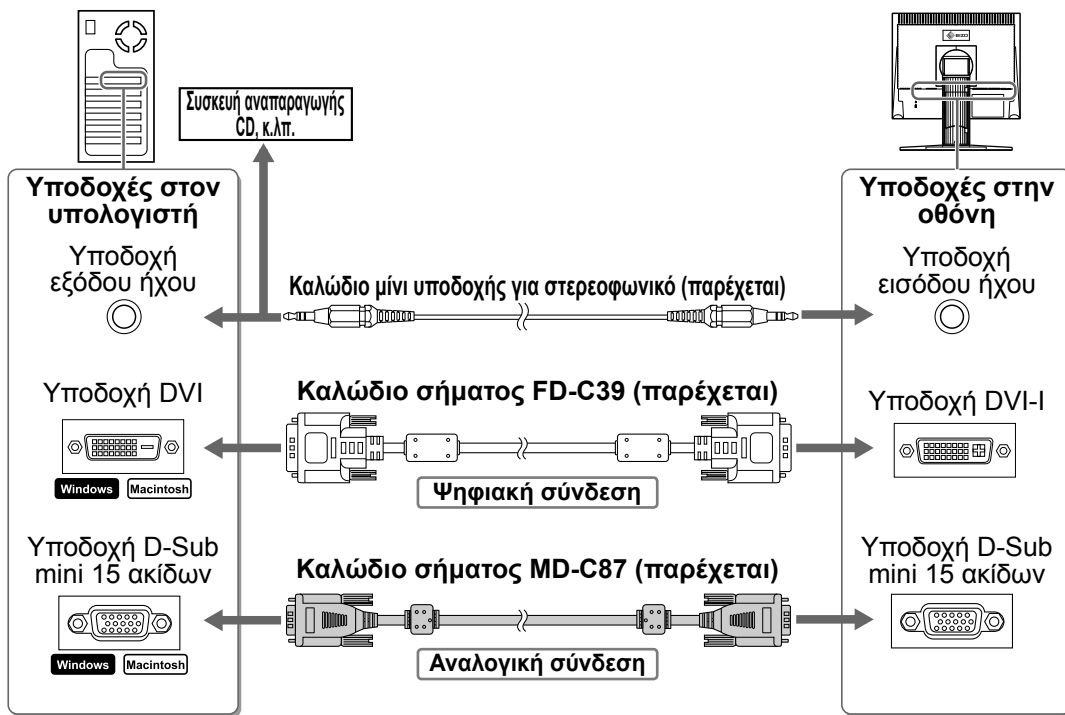 EIZO
Συσκευή αναπαραγωγής
CD, κ.λπ.
Υποδοχές στον
υπολογιστή
Υποδοχές στην
οθόνη
Υποδοχή
εξόδου ήχου
Καλώδιο μίνι υποδοχής για στερεοφωνικό (παρέχεται)
Υποδοχή
εισόδου ήχου
Υποδοχή DVI
Καλώδιο σήματος FD-C39 (παρέχεται)
Υποδοχή DVI-I
Windows Macintosh
Ψηφιακή σύνδεση
Υποδοχή D-Sub
mini 15 ακίδων
Καλώδιο σήματος MD-C87 (παρέχεται)
Υποδοχή D-Sub
mini 15 ακίδων
Windows Macintosh
Αναλογική σύνδεση